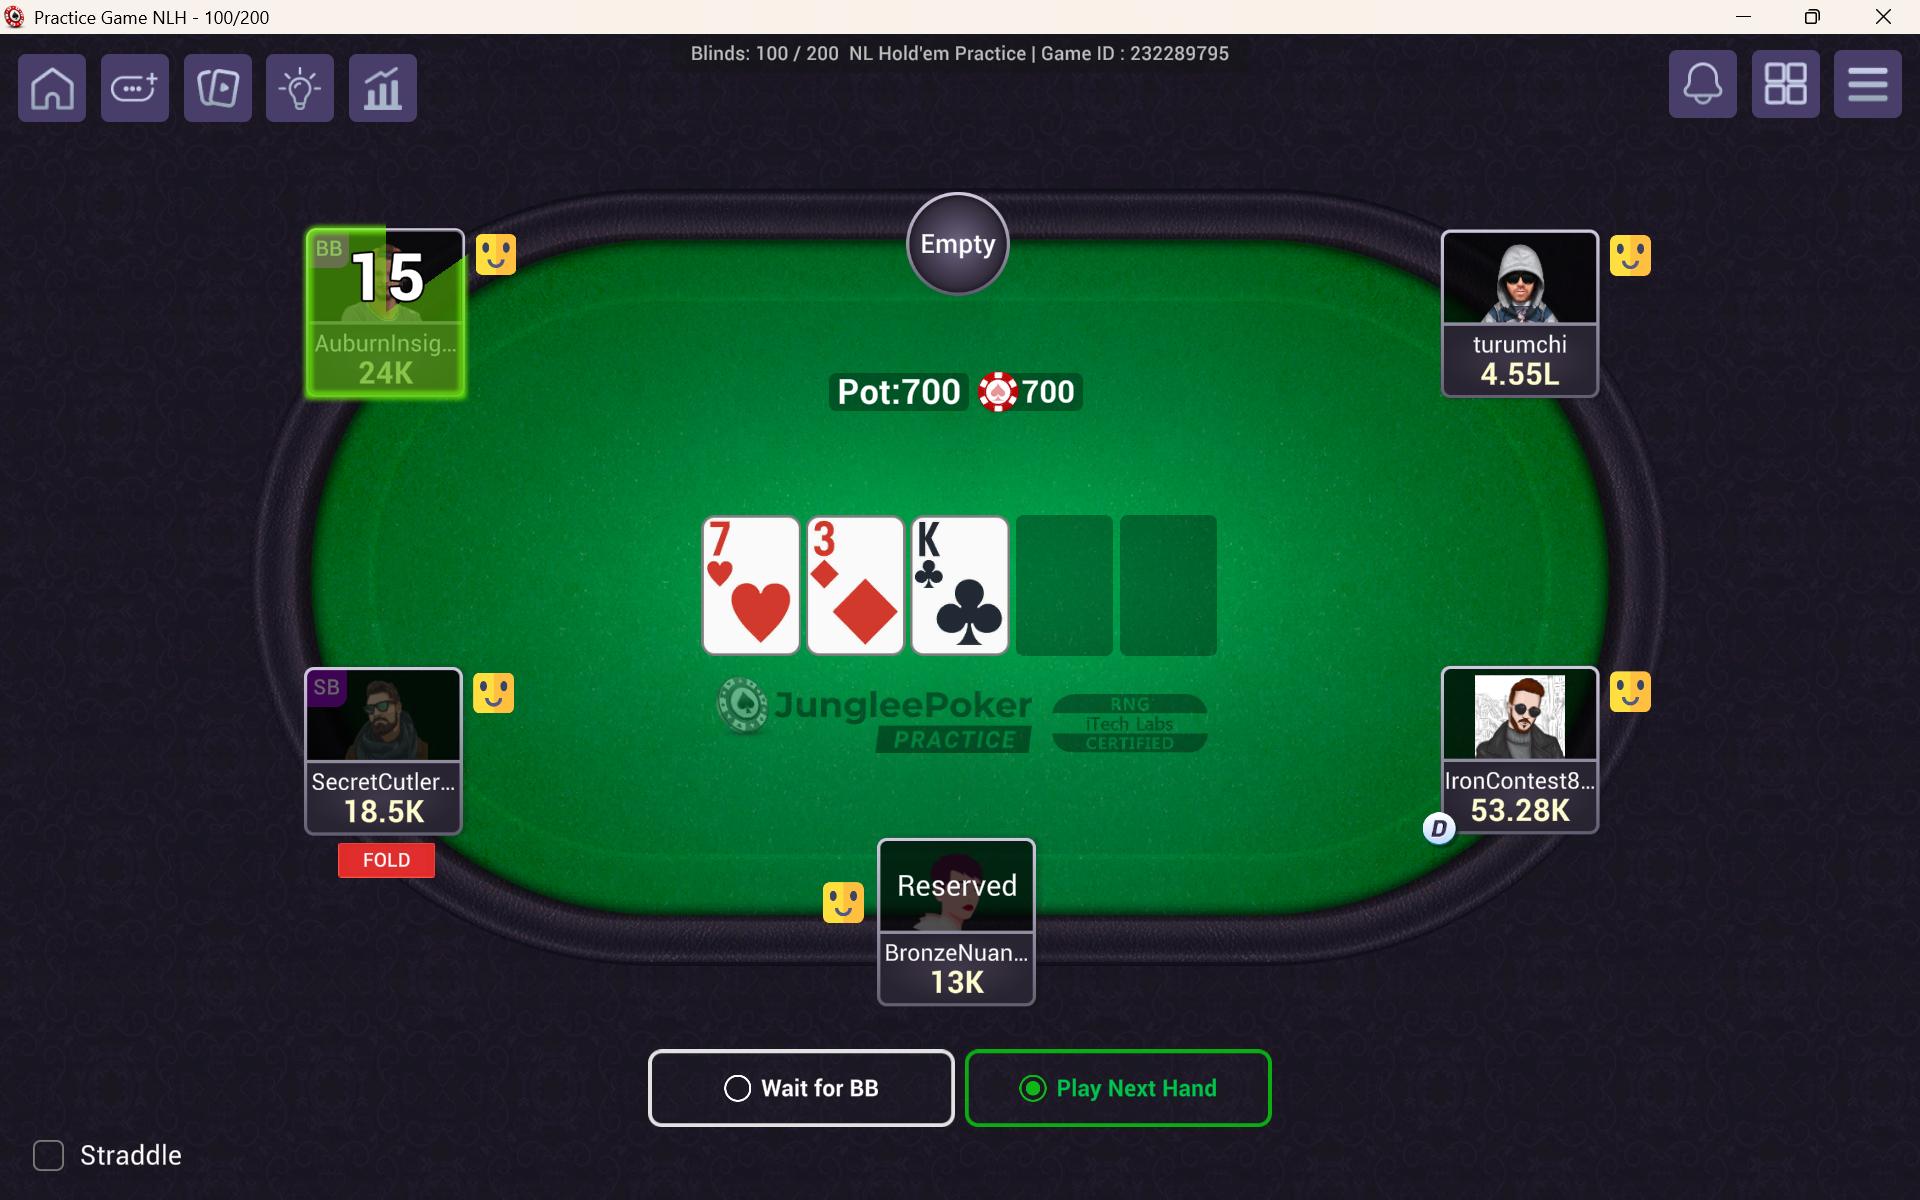 Practice Game NLH - 100/200
Blinds: 100 / 200 NL Hold'em Practice | Game ID : 232289795
BB
15
AuburnInsig...
24K
Empty
turumchi
4.55L
Pot:700
700
7
3
K
JungleePoker
PRACTICE
RNG
iTech Labs
CERTIFIED
SB
SecretCutler...
18.5K
FOLD
IronContest8...
53.28K
D
Reserved
BronzeNuan...
13K
Wait for BB
Play Next Hand
Straddle